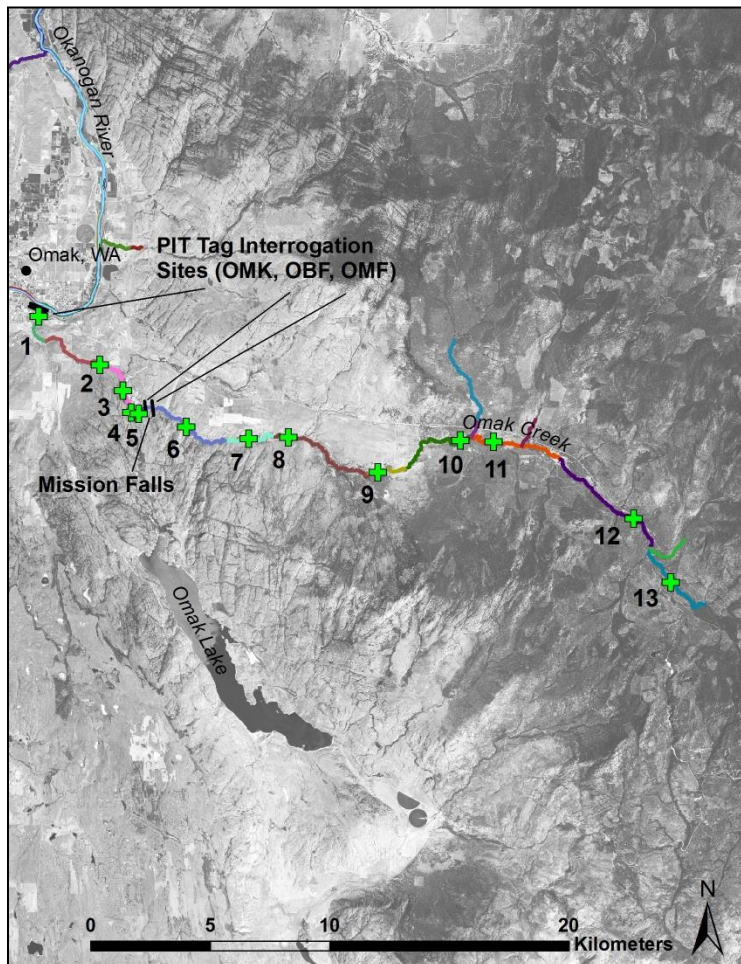 Okanogan River
PIT Tag Interrogation
Sites (OMK, OBF, OMF)
Omak, WA
1
2
3
4
5
6
7
8
9
10
11
12
13
Omak Creek
Mission Falls
Omak Lake
N
0
10
20
Kilometers